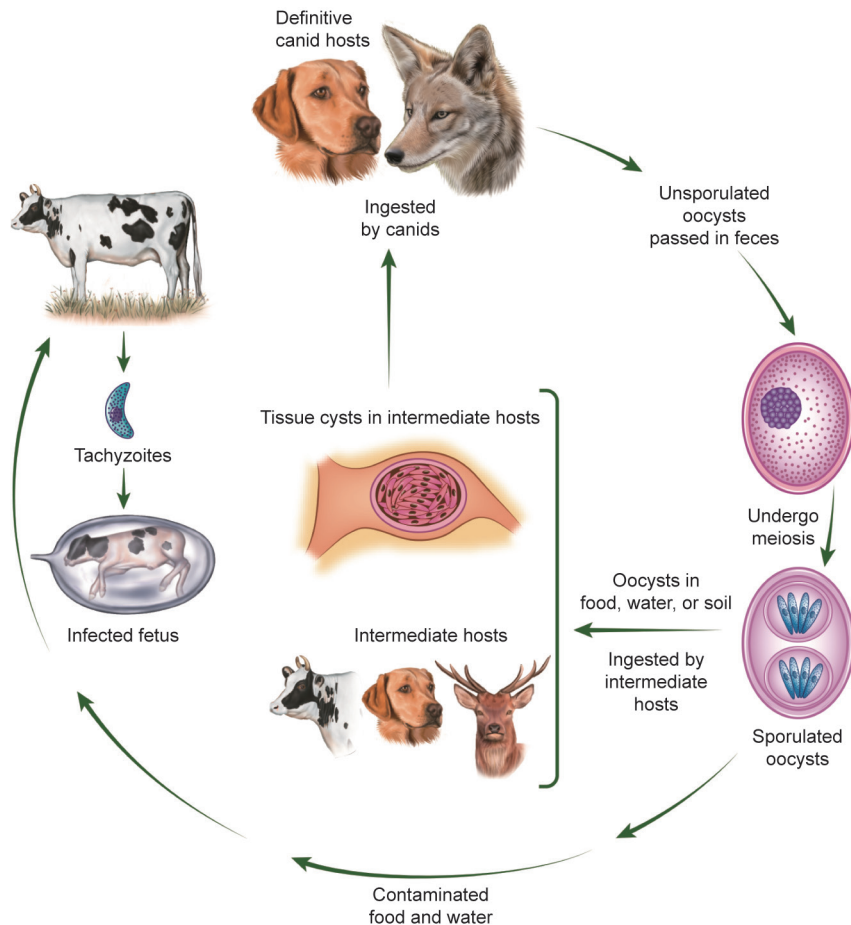 Definitive
canid hosts
Ingested
by canids
Unsporulated
oocysts
passed in feces
Tachyzoites
Infected fetus
Tissue cysts in intermediate hosts
Intermediate hosts
Undergo
meiosis
Oocysts in
food, water, or soil
Ingested by
intermediate
hosts
Sporulated
oocysts
Contaminated
food and water